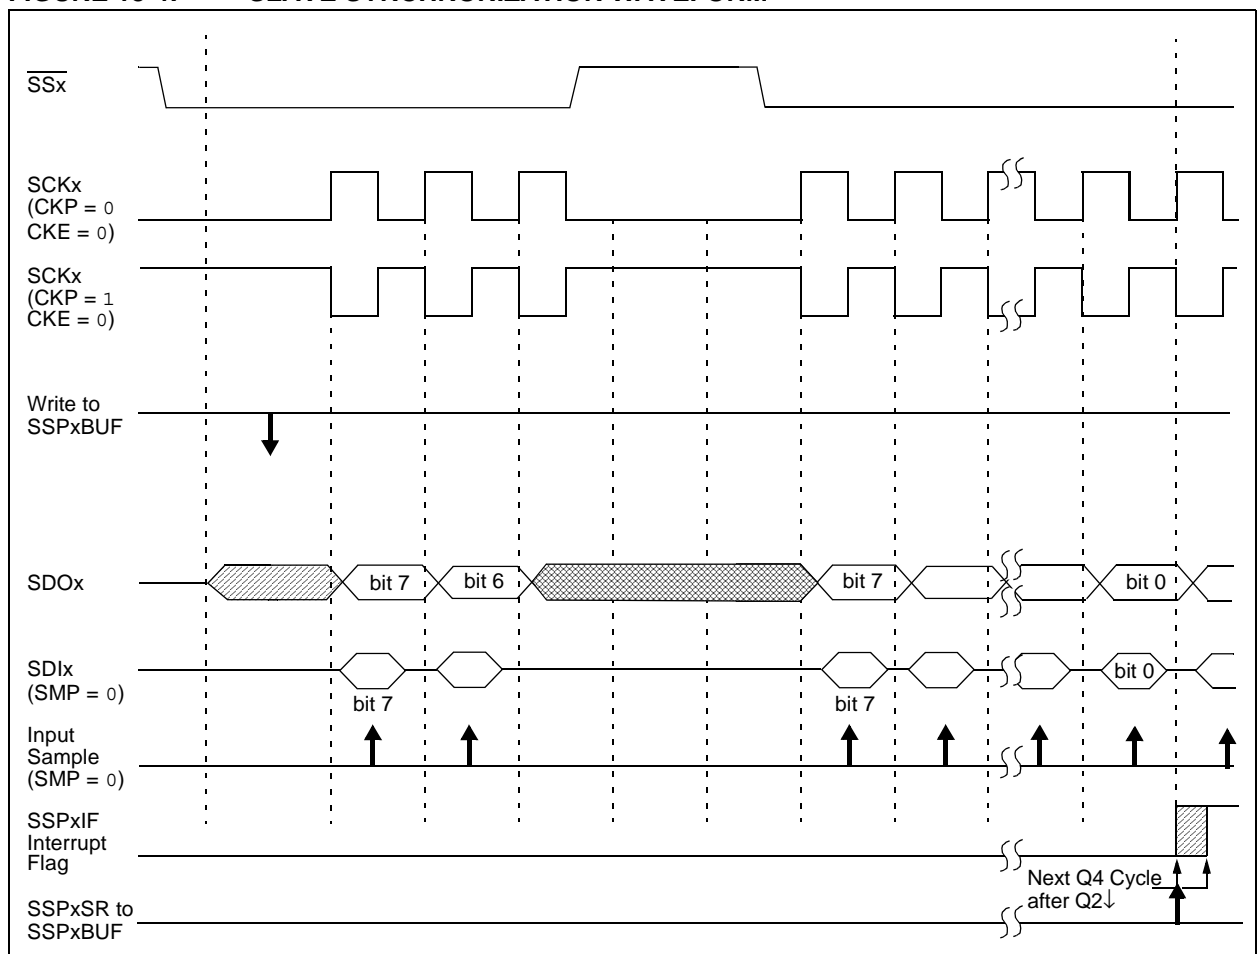 SSx
SCKx
(CKP = 0
CKE = 0)
SCKx
(CKP = 1
CKE = 0)
Write to
SSPxBUF
SDOx
bit 7
bit 6
bit 7
bit 0
SDIx
(SMP = 0)
bit 7
bit 7
bit 0
Input
Sample
(SMP = 0)
SSPxIF
Interrupt
Flag
Next Q4 Cycle
after Q2↓
SSPxSR to
SSPxBUF